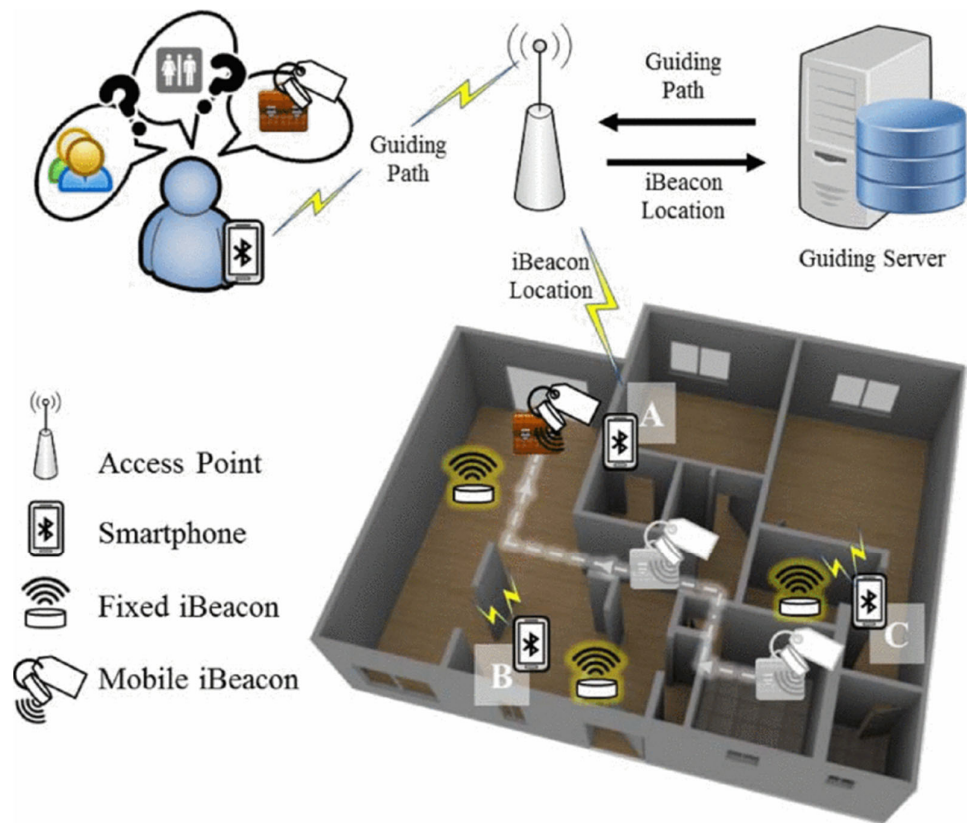 Guiding
Path
Guiding
Path
iBeacon
Location
Guiding Server
iBeacon
Location
A
B
C
Access Point
Smartphone
Fixed iBeacon
Mobile iBeacon